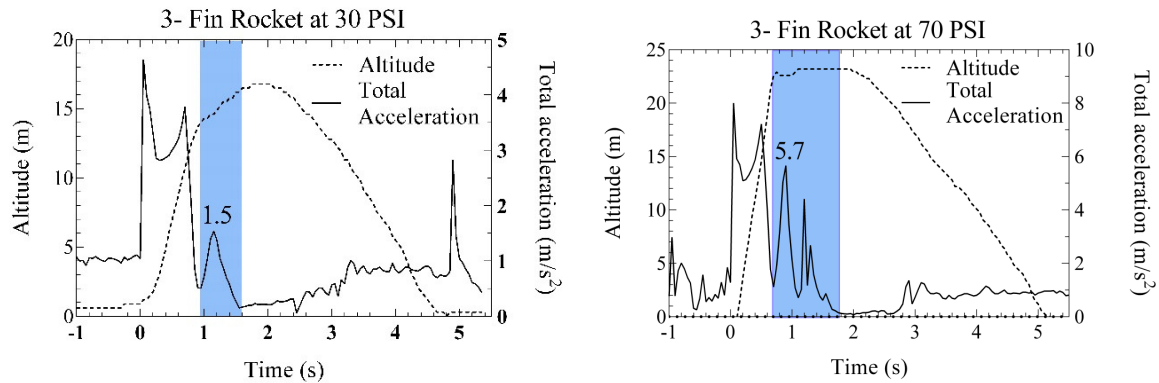 3- Fin Rocket at 30 PSI
20
15
10
5
0
Altitude (m)
Altitude
Total
Acceleration
1.5
5
4
3
2
1
0
Total acceleration (m/s²)
-1 0 1 2 3 4 5
Time (s)
3- Fin Rocket at 70 PSI
25
20
15
10
5
0
Altitude (m)
Altitude
Total
Acceleration
5.7
10
8
6
4
2
0
Total acceleration (m/s²)
-1 0 1 2 3 4 5
Time (s)